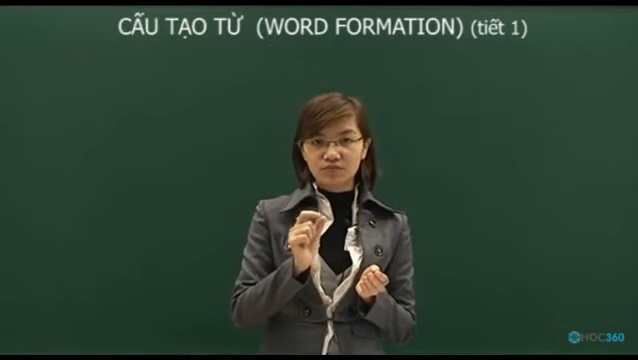 CẤU TẠO TỪ (WORD FORMATION) (tiết 1)
HOC360